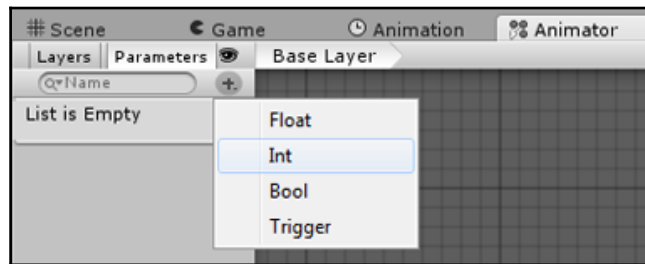 Scene Game Animation Animator
Layers Parameters Base Layer
Name
List is Empty
Float
Int
Bool
Trigger